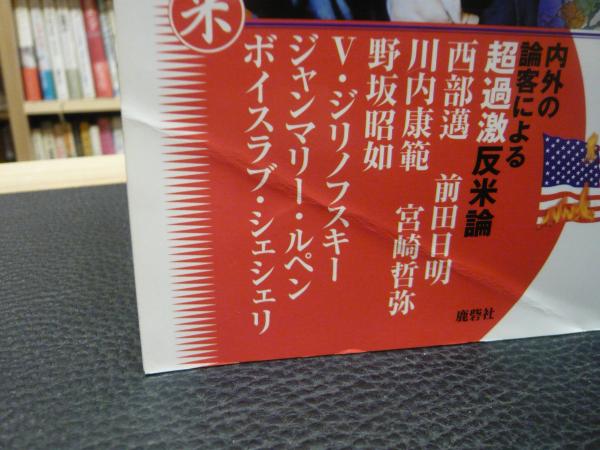 米
内外の
論客による
超過激反米論
西部邁 前田日明
川内康範 宮崎哲弥
野坂昭如
V・ジリノフスキー
ジャンマリー・ルペン
ボイスラブ・シェシェリ
鹿砦社